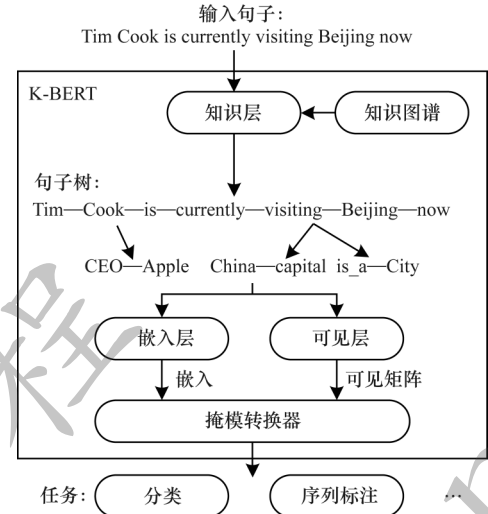 输入句子:
Tim Cook is currently visiting Beijing now
K-BERT
知识层
知识图谱
句子树:
Tim—Cook—is—currently—visiting—Beijing—now
CEO—Apple China—capital is_a—City
嵌入层
可见层
嵌入
可见矩阵
掩模转换器
任务: 分类 序列标注 …
程